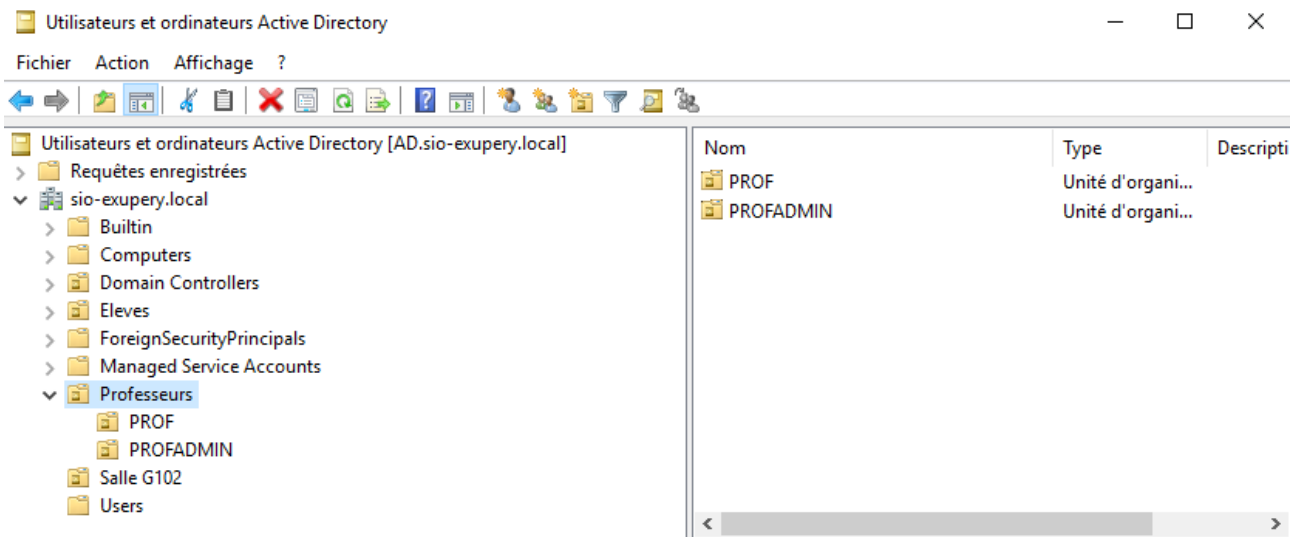 Utilisateurs et ordinateurs Active Directory
Fichier Action Affichage ?
Utilisateurs et ordinateurs Active Directory [AD.sio-exupery.local]
Requêtes enregistrées
sio-exupery.local
Builtin
Computers
Domain Controllers
Eleves
ForeignSecurityPrincipals
Managed Service Accounts
Professeurs
PROF
PROFADMIN
Salle G102
Users
Nom Type Descripti
PROF Unité d'organi...
PROFADMIN Unité d'organi...